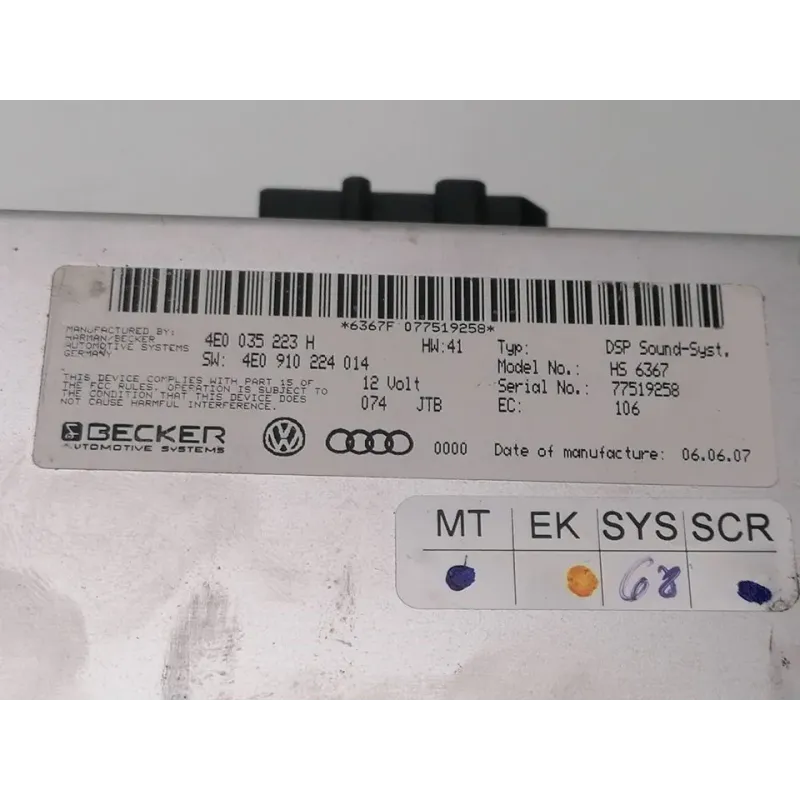 *6367F 077519258*
MANUFACTURED BY:
HARMAN/BECKER
AUTOMOTIVE SYSTEMS
GERMANY
4E0 035 223 H
HW:41
SW: 4E0 910 224 014
Typ: DSP Sound-Syst.
Model No.: HS 6367
Serial No.: 77519258
EC: 106
THIS DEVICE COMPLIES WITH PART 15 OF
THE FCC RULES. OPERATION IS SUBJECT TO
THE CONDITION THAT THIS DEVICE DOES
NOT CAUSE HARMFUL INTERFERENCE.
12 Volt
074 JTB
BECKER
AUTOMOTIVE SYSTEMS
VW
0000
Date of manufacture: 06.06.07
MT EK SYS SCR
68